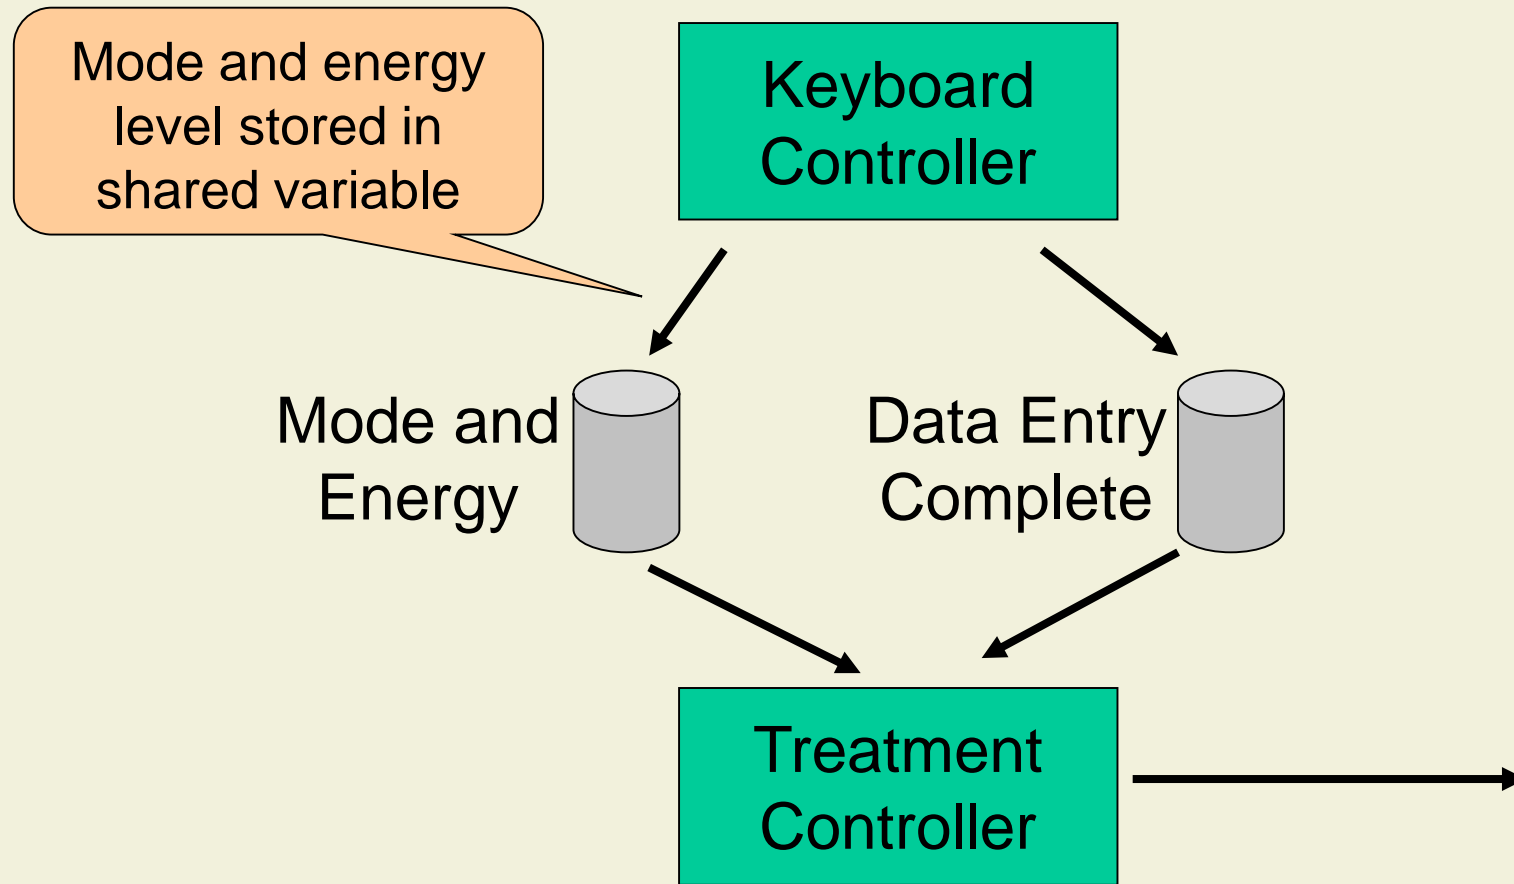 Mode and energy
level stored in
shared variable
Keyboard
Controller
Mode and
Energy
Data Entry
Complete
Treatment
Controller